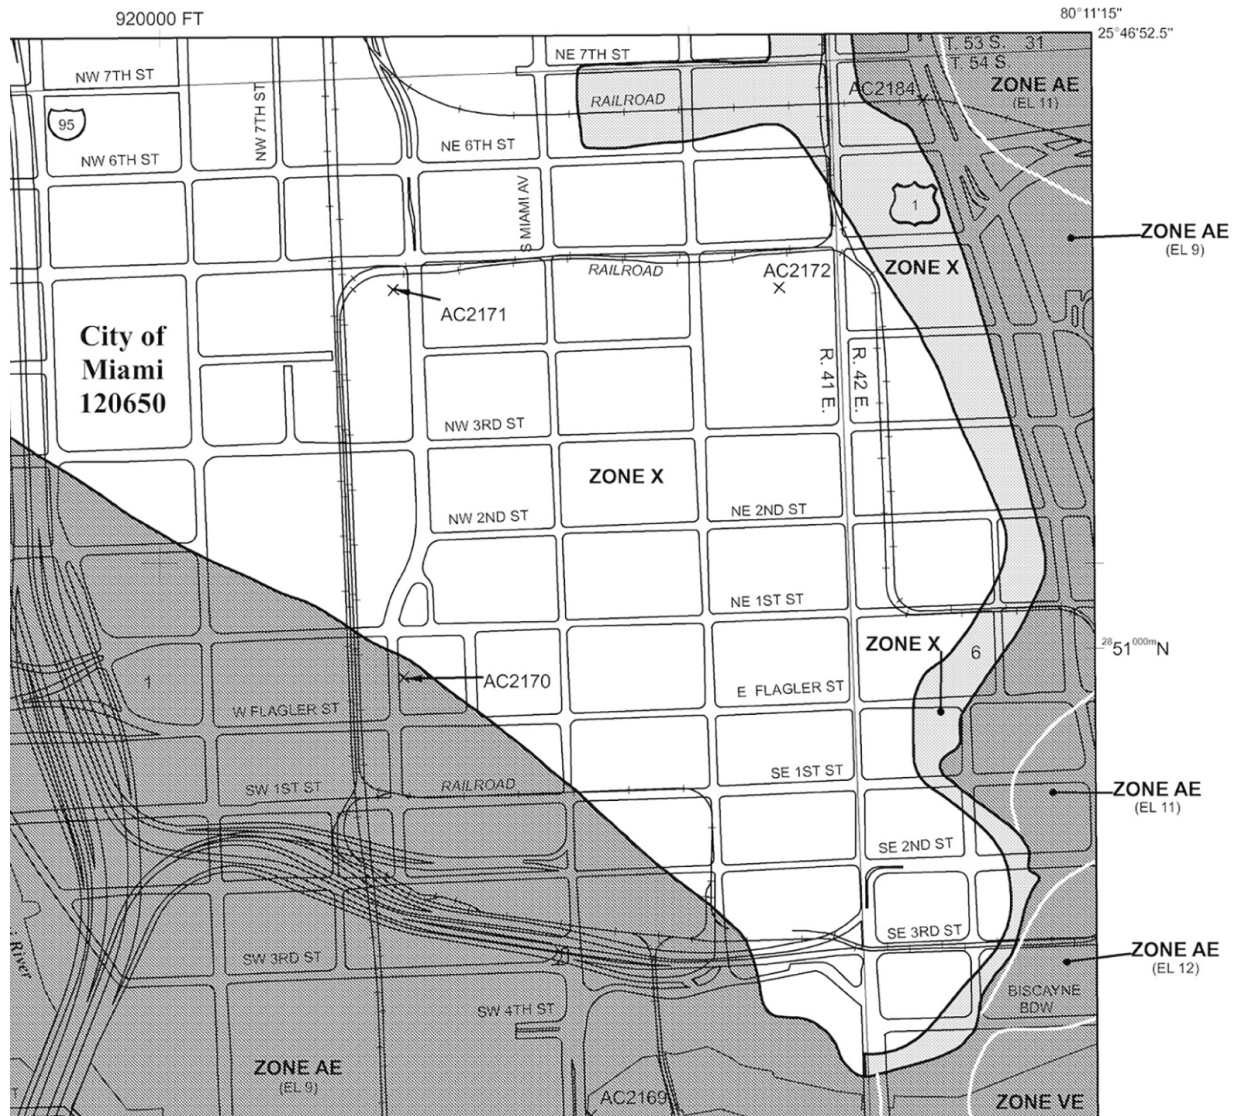 920000 FT
80°11'15"
25°46'52.5"
T. 53 S. 31
T. 54 S.
NE 7TH ST
NW 7TH ST
ZONE AE
(EL 11)
AC2184
RAILROAD
95
NW 7TH ST
NE 6TH ST
NW 6TH ST
S MIAMI AV
1
ZONE AE
(EL 9)
ZONE X
RAILROAD
AC2172
AC2171
City of
Miami
120650
R. 41 E.
R. 42 E.
NW 3RD ST
ZONE X
NW 2ND ST
NE 2ND ST
NE 1ST ST
ZONE X
6
2851000mN
1
AC2170
E FLAGLER ST
W FLAGLER ST
SE 1ST ST
SW 1ST ST
RAILROAD
ZONE AE
(EL 11)
SE 2ND ST
SE 3RD ST
River
SW 3RD ST
ZONE AE
(EL 12)
BISCAYNE
BDW
SW 4TH ST
ZONE AE
(EL 9)
AC2169
ZONE VE